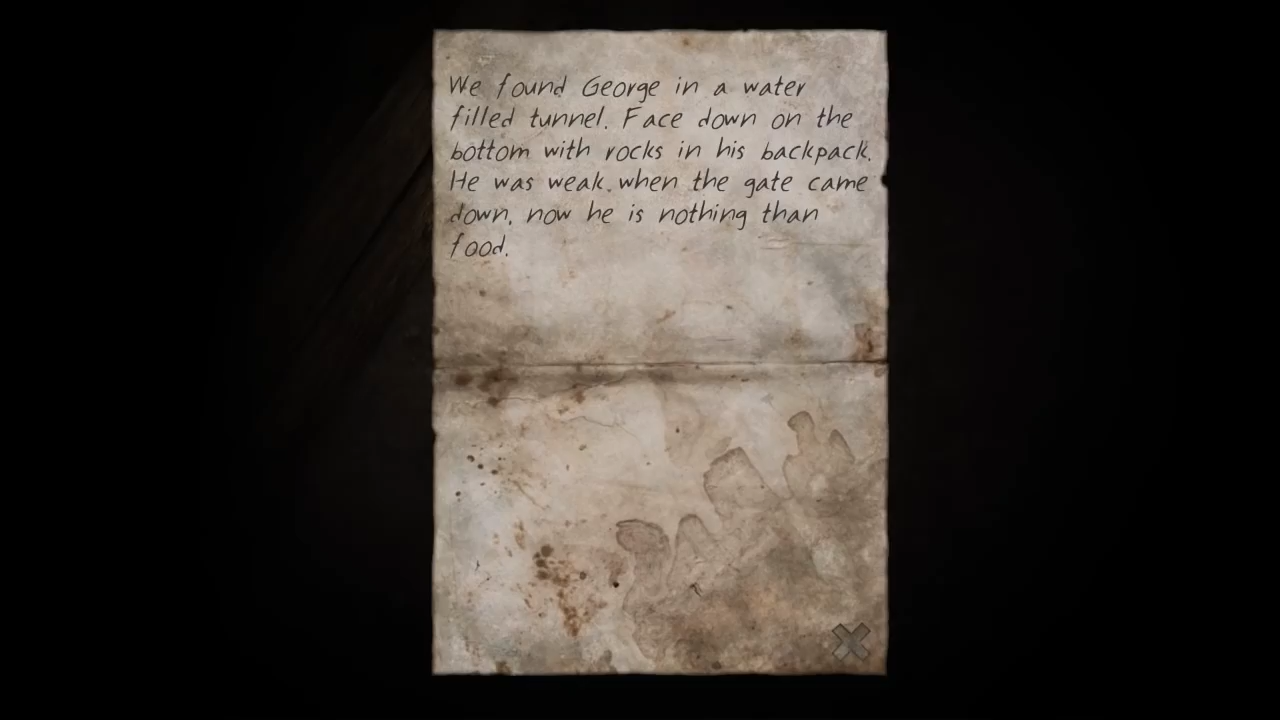 We found George in a water
filled tunnel. Face down on the
bottom with rocks in his backpack.
He was weak when the gate came
down, now he is nothing than
food.